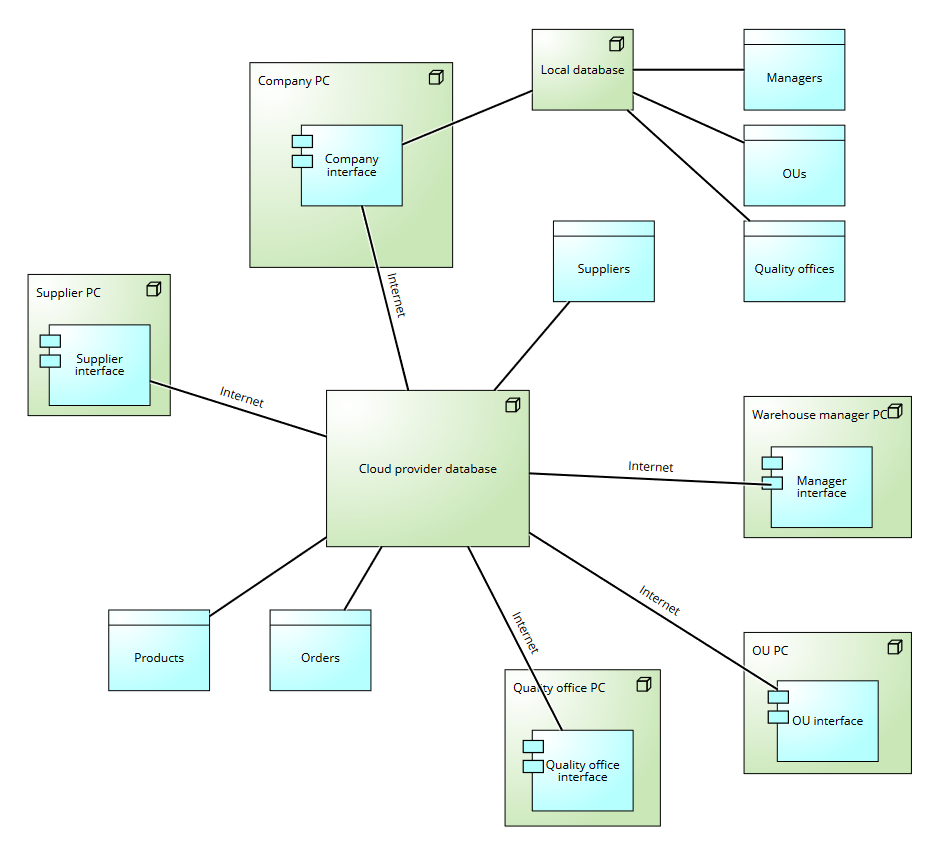 Local database
Company PC
Managers
Company
interface
OUs
Suppliers
Quality offices
Internet
Supplier PC
Supplier
interface
Internet
Warehouse manager PC
Cloud provider database
Internet
Manager
interface
Internet
Internet
Products
Orders
OU PC
Quality office PC
OU interface
Quality office
interface